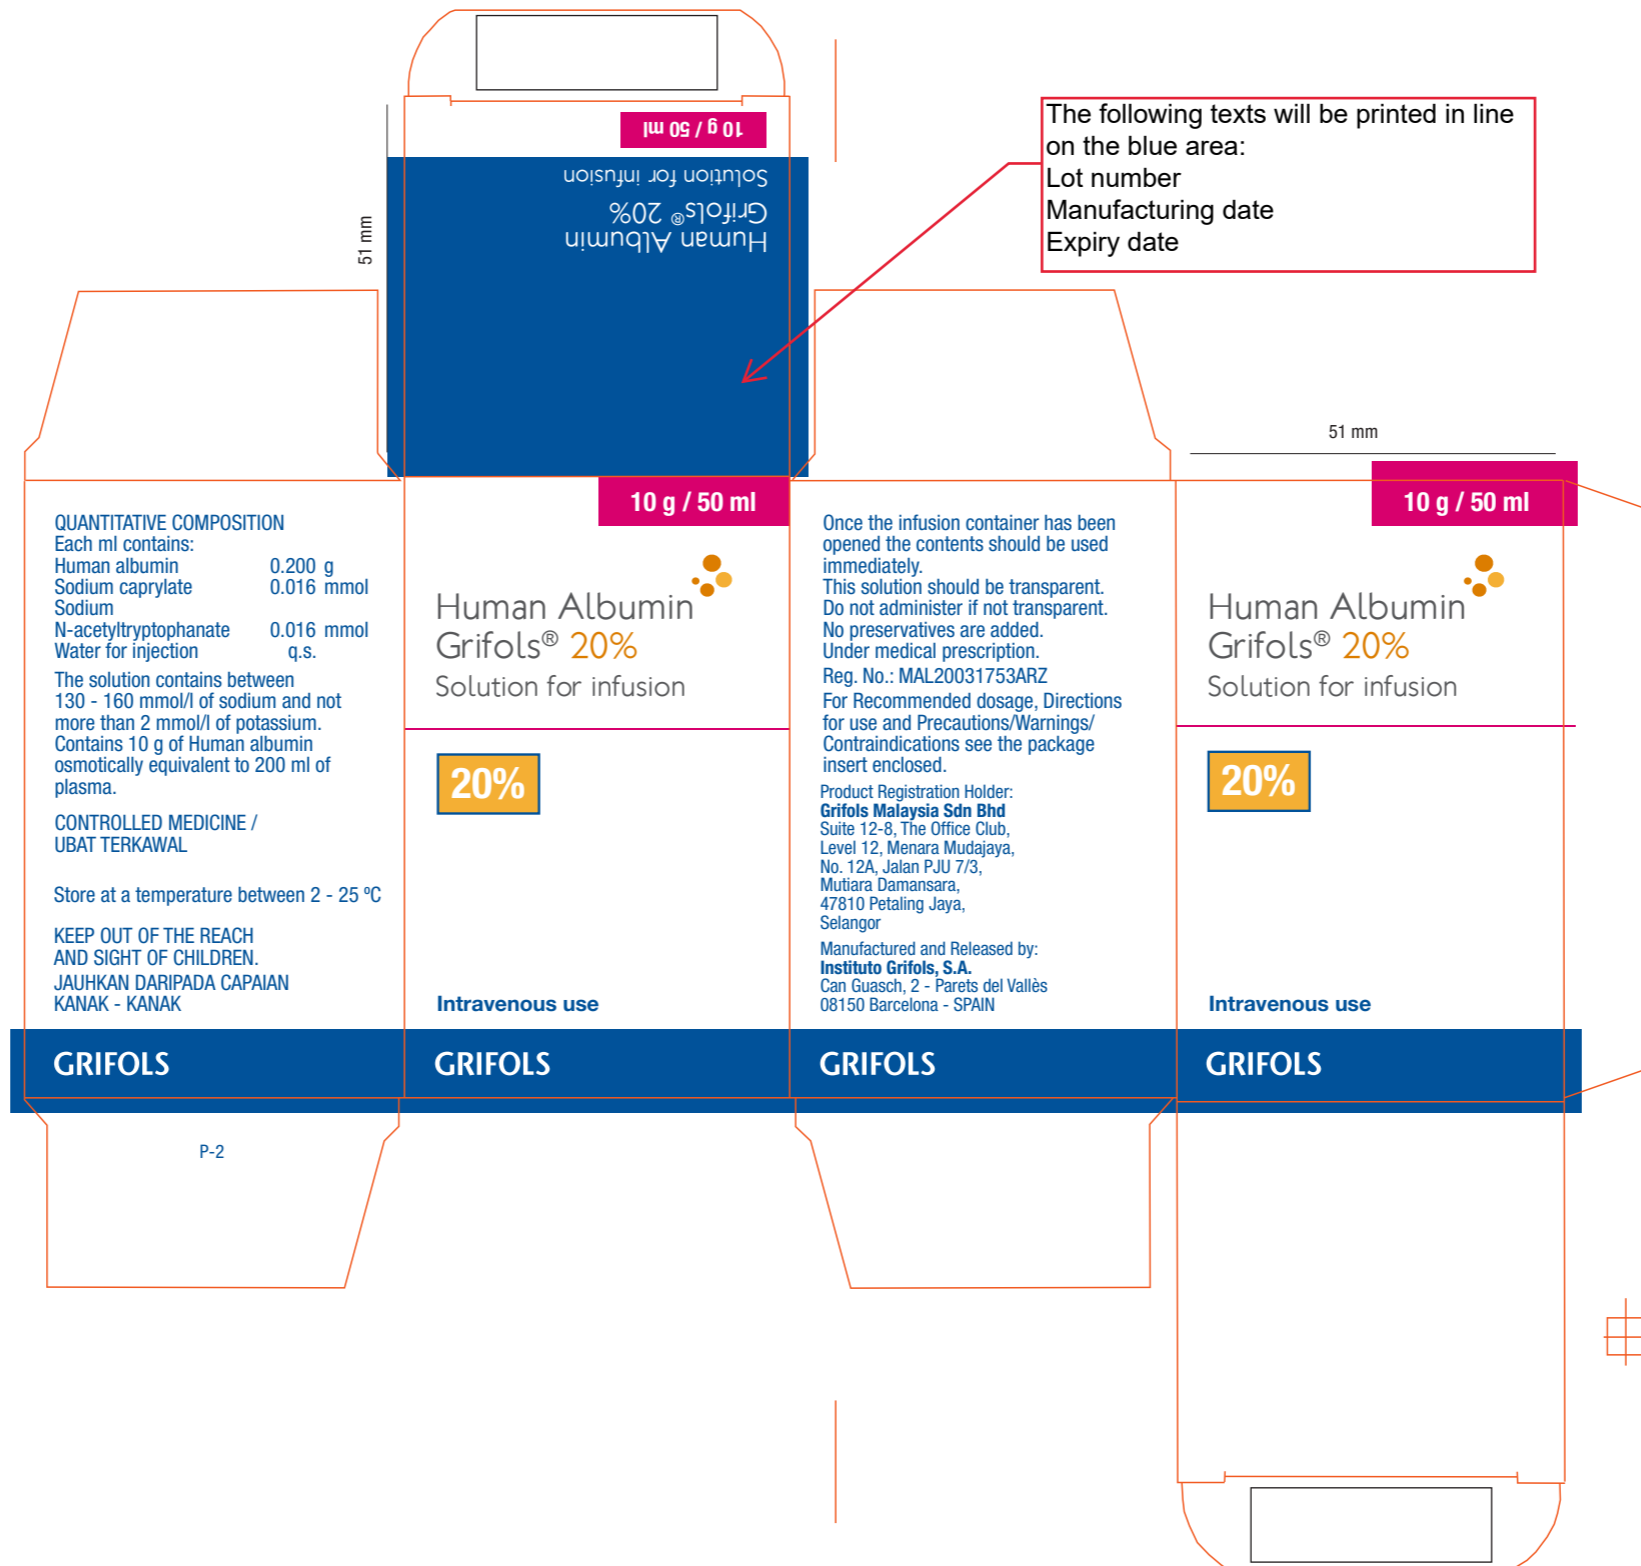 10 g / 50 ml
Solution for infusion
Grifols® 20%
Human Albumin
51 mm
The following texts will be printed in line
on the blue area:
Lot number
Manufacturing date
Expiry date
51 mm
QUANTITATIVE COMPOSITION
Each ml contains:
Human albumin 0.200 g
Sodium caprylate 0.016 mmol
Sodium
N-acetyltryptophanate 0.016 mmol
Water for injection q.s.
The solution contains between
130 - 160 mmol/l of sodium and not
more than 2 mmol/l of potassium.
Contains 10 g of Human albumin
osmotically equivalent to 200 ml of
plasma.
CONTROLLED MEDICINE /
UBAT TERKAWAL
Store at a temperature between 2 - 25 ºC
KEEP OUT OF THE REACH
AND SIGHT OF CHILDREN.
JAUHKAN DARIPADA CAPAIAN
KANAK - KANAK
GRIFOLS
P-2
10 g / 50 ml
Human Albumin
Grifols® 20%
Solution for infusion
20%
Intravenous use
GRIFOLS
Once the infusion container has been
opened the contents should be used
immediately.
This solution should be transparent.
Do not administer if not transparent.
No preservatives are added.
Under medical prescription.
Reg. No.: MAL20031753ARZ
For Recommended dosage, Directions
for use and Precautions/Warnings/
Contraindications see the package
insert enclosed.
Product Registration Holder:
Grifols Malaysia Sdn Bhd
Suite 12-8, The Office Club,
Level 12, Menara Mudajaya,
No. 12A, Jalan PJU 7/3,
Mutiara Damansara,
47810 Petaling Jaya,
Selangor
Manufactured and Released by:
Instituto Grifols, S.A.
Can Guasch, 2 - Parets del Vallès
08150 Barcelona - SPAIN
GRIFOLS
10 g / 50 ml
Human Albumin
Grifols® 20%
Solution for infusion
20%
Intravenous use
GRIFOLS